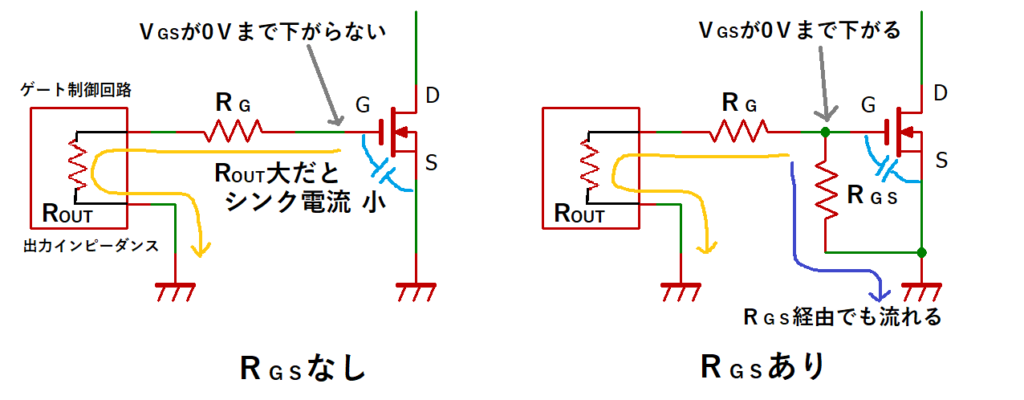 VGSが0Vまで下がらない
ゲート制御回路
RG
G
D
S
ROUT大だと
シンク電流 小
ROUT
出力インピーダンス
RGSなし
VGSが0Vまで下がる
RG
G
D
S
RGS
ROUT
RGS経由でも流れる
RGSあり